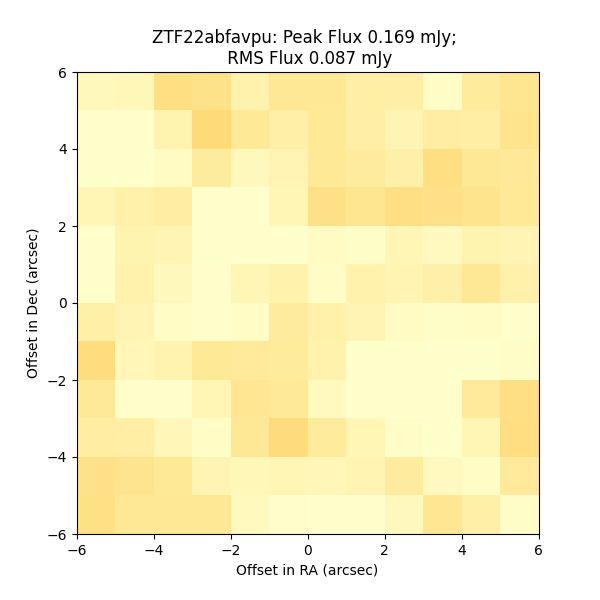 ZTF22abfavpu: Peak Flux 0.169 mJy;
RMS Flux 0.087 mJy
6
4
2
0
−2
−4
−6
Offset in Dec (arcsec)
−6 −4 −2 0 2 4 6
Offset in RA (arcsec)